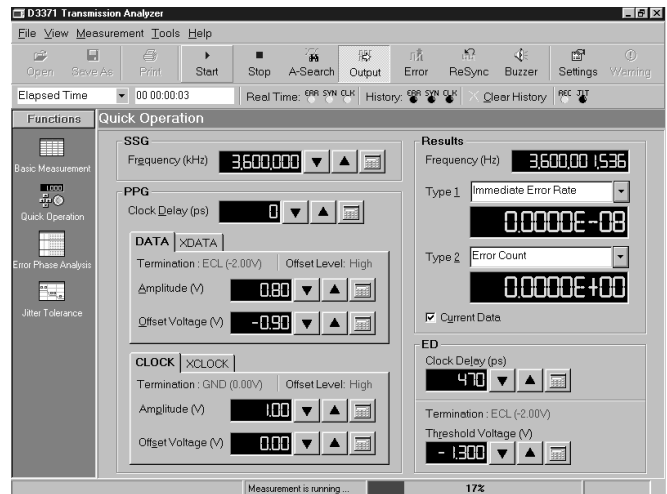 D3371 Transmission Analyzer
File View Measurement Tools Help
Open Save As Print Start Stop A-Search Output Error ReSync Buzzer Settings Warning
Elapsed Time 00 00:00:03 Real Time: ERR SYN CLK History: ERR SYN CLK Clear History REC JLT
Functions
Quick Operation
Basic Measurement
Quick Operation
Error Phase Analysis
Jitter Tolerance
SSG
Frequency (kHz) 3,600,000
PPG
Clock Delay (ps) 0
DATA XDATA
Termination : ECL (-2.00V) Offset Level: High
Amplitude (V) 0.80
Offset Voltage (V) -0.90
CLOCK XCLOCK
Termination : GND (0.00V) Offset Level: High
Amplitude (V) 1.00
Offset Voltage (V) 0.00
Results
Frequency (Hz) 3,600,001,536
Type 1 Immediate Error Rate
0.0000E-08
Type 2 Error Count
0.0000E+00
Current Data
ED
Clock Delay (ps)
470
Termination : ECL (-2.00V)
Threshold Voltage (V)
-1.300
Measurement is running ... 17%